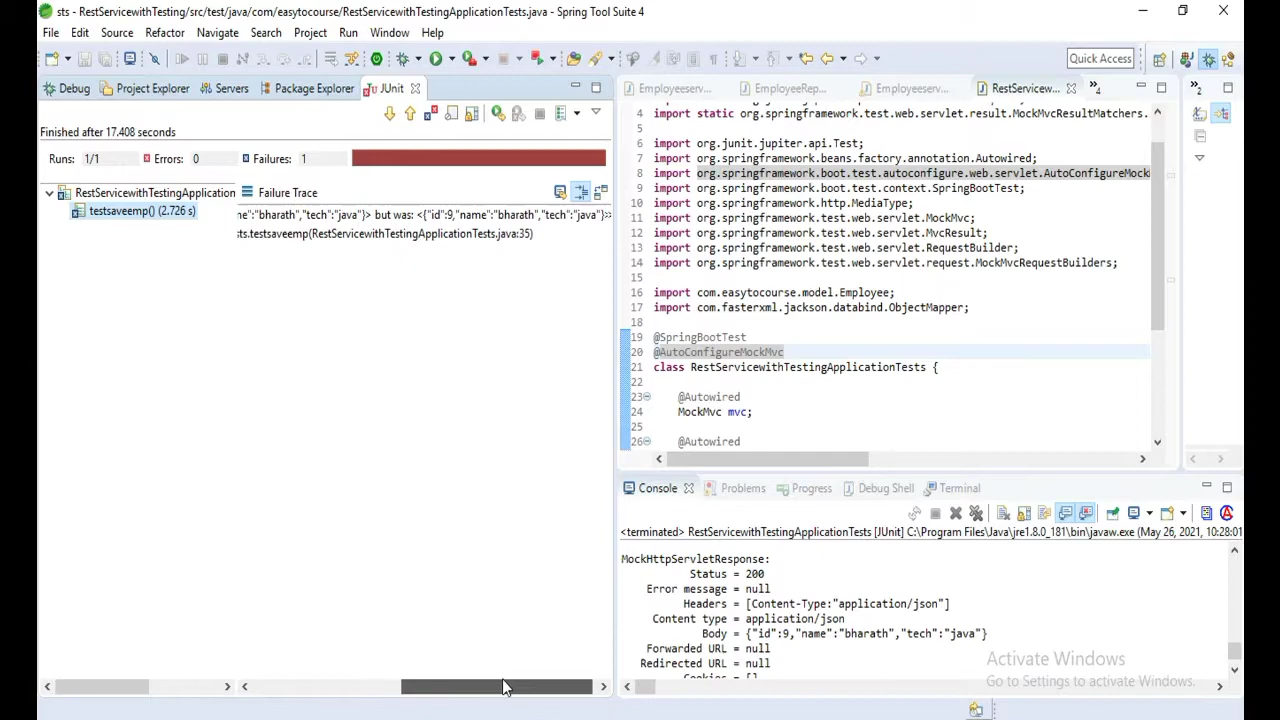 sts - RestServicewithTesting/src/test/java/com/easytocourse/RestServicewithTestingApplicationTests.java - Spring Tool Suite 4
File Edit Source Refactor Navigate Search Project Run Window Help
Quick Access
Debug Project Explorer Servers Package Explorer JUnit
Finished after 17.408 seconds
Runs: 1/1 Errors: 0 Failures: 1
RestServicewithTestingApplication
testsaveemp() (2.726 s)
Failure Trace
ne":"bharath","tech":"java"}> but was: <{"id":9,"name":"bharath","tech":"java"}>>
ts.testsaveemp(RestServicewithTestingApplicationTests.java:35)
Employeeserv... EmployeeRep... Employeeserv... RestServicew... »4
»2
4 import static org.springframework.test.web.servlet.result.MockMvcResultMatchers.
5
6 import org.junit.jupiter.api.Test;
7 import org.springframework.beans.factory.annotation.Autowired;
8 import org.springframework.boot.test.autoconfigure.web.servlet.AutoConfigureMock
9 import org.springframework.boot.test.context.SpringBootTest;
10 import org.springframework.http.MediaType;
11 import org.springframework.test.web.servlet.MockMvc;
12 import org.springframework.test.web.servlet.MvcResult;
13 import org.springframework.test.web.servlet.RequestBuilder;
14 import org.springframework.test.web.servlet.request.MockMvcRequestBuilders;
15
16 import com.easytocourse.model.Employee;
17 import com.fasterxml.jackson.databind.ObjectMapper;
18
19 @SpringBootTest
20 @AutoConfigureMockMvc
21 class RestServicewithTestingApplicationTests {
22
23 @Autowired
24 MockMvc mvc;
25
26 @Autowired
Console Problems Progress Debug Shell Terminal
<terminated> RestServicewithTestingApplicationTests [JUnit] C:\Program Files\Java\jre1.8.0_181\bin\javaw.exe (May 26, 2021, 10:28:01
MockHttpServletResponse:
Status = 200
Error message = null
Headers = [Content-Type:"application/json"]
Content type = application/json
Body = {"id":9,"name":"bharath","tech":"java"}
Forwarded URL = null
Redirected URL = null
Cookies = []
Activate Windows
Go to Settings to activate Windows.